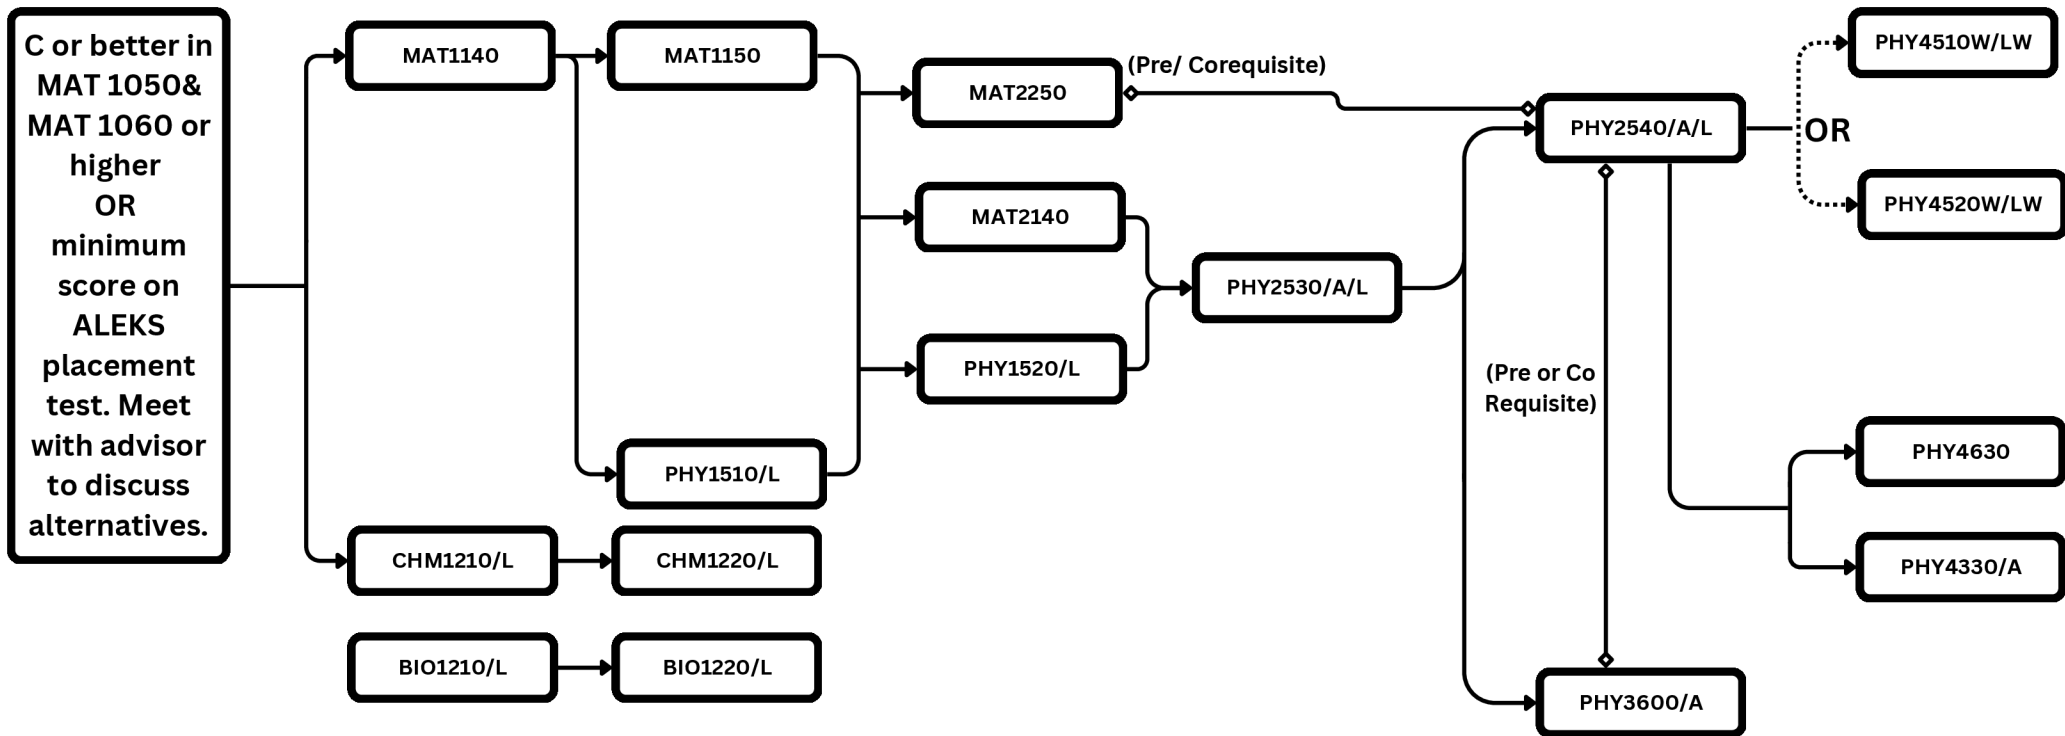 C or better in
MAT 1050&
MAT 1060 or
higher
OR
minimum
score on
ALEKS
placement
test. Meet
with advisor
to discuss
alternatives.
MAT1140
MAT1150
PHY1510/L
CHM1210/L
CHM1220/L
BIO1210/L
BIO1220/L
MAT2250
(Pre/ Corequisite)
MAT2140
PHY1520/L
PHY2530/A/L
PHY2540/A/L
(Pre or Co
Requisite)
PHY3600/A
OR
PHY4510W/LW
PHY4520W/LW
PHY4630
PHY4330/A